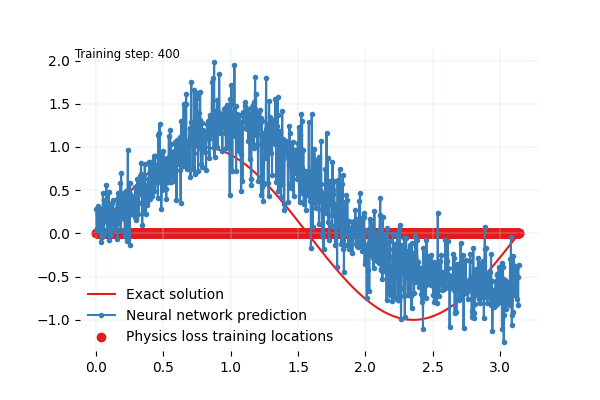 Training step: 400
2.0
1.5
1.0
0.5
0.0
−0.5
−1.0
Exact solution
Neural network prediction
Physics loss training locations
0.0 0.5 1.0 1.5 2.0 2.5 3.0